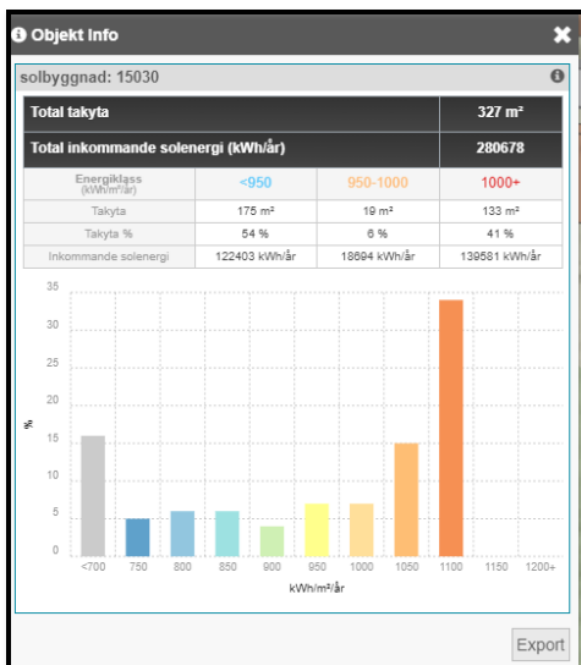 Objekt Info
solbyggnad: 15030
Total takyta 327 m²
Total inkommande solenergi (kWh/år) 280678
Energiklass (kWh/m²/år) <950 950-1000 1000+
Takyta 175 m² 19 m² 133 m²
Takyta % 54 % 6 % 41 %
Inkommande solenergi 122403 kWh/år 18694 kWh/år 139581 kWh/år
35
30
25
20
15
10
5
0
%
<700 750 800 850 900 950 1000 1050 1100 1150 1200+
kWh/m²/år
Export